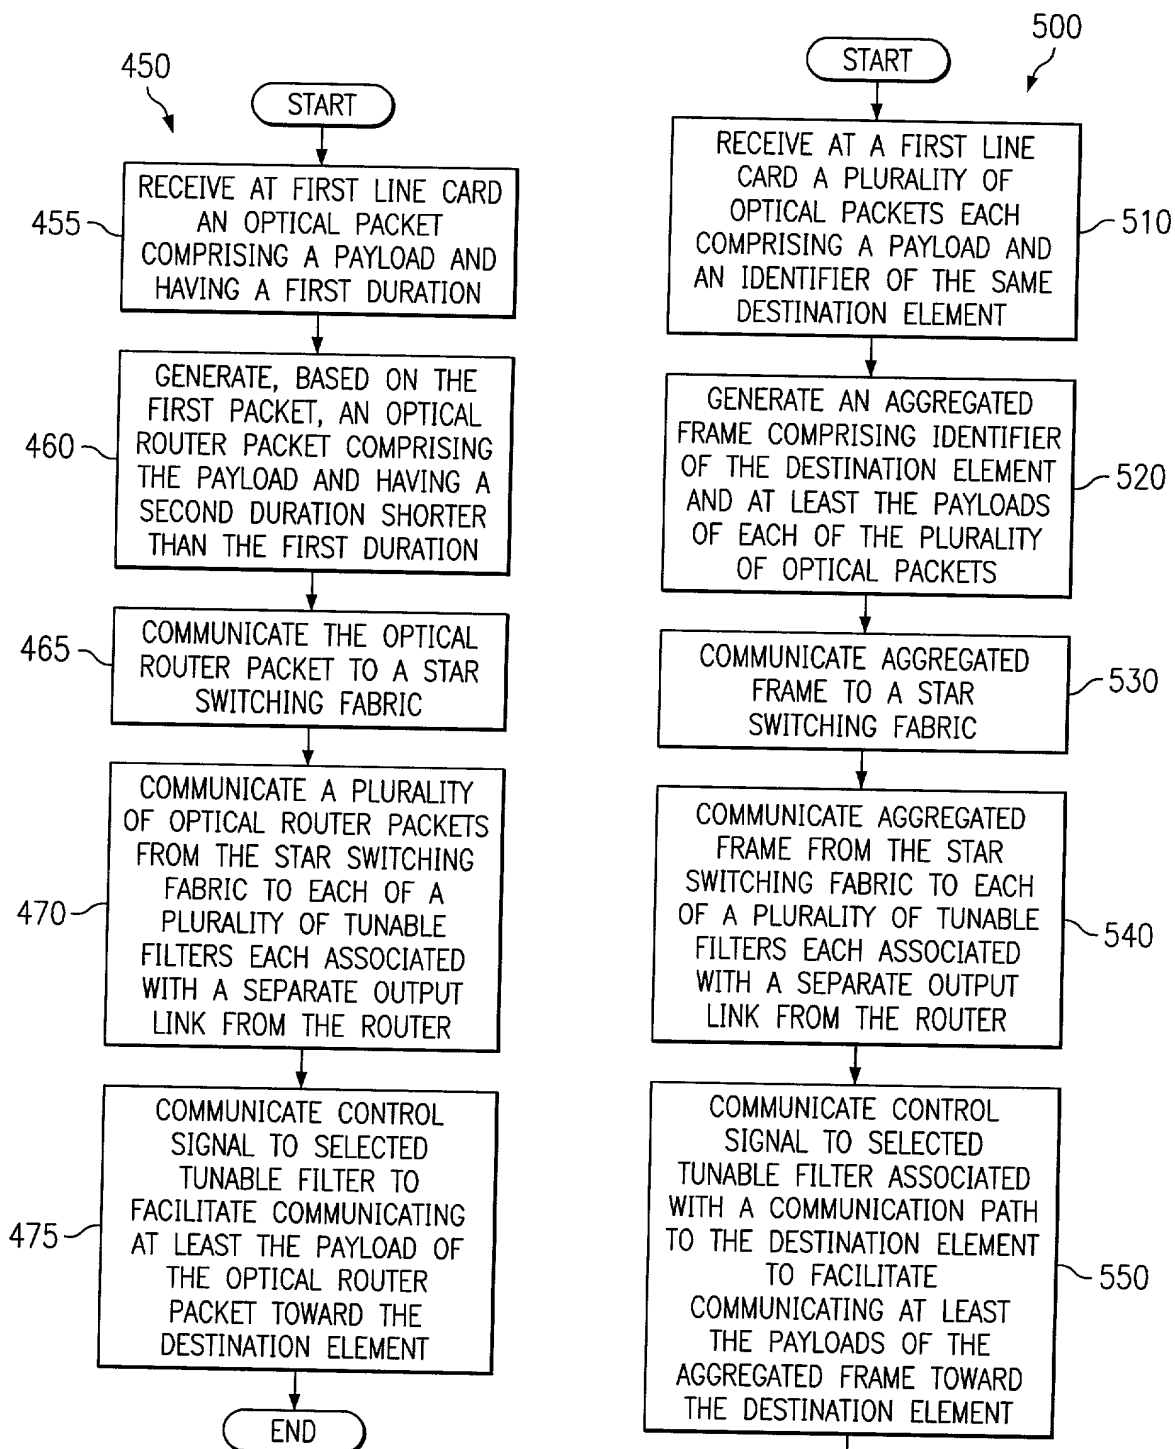 450
START
455
RECEIVE AT FIRST LINE CARD
AN OPTICAL PACKET
COMPRISING A PAYLOAD AND
HAVING A FIRST DURATION
460
GENERATE, BASED ON THE
FIRST PACKET, AN OPTICAL
ROUTER PACKET COMPRISING
THE PAYLOAD AND HAVING A
SECOND DURATION SHORTER
THAN THE FIRST DURATION
465
COMMUNICATE THE OPTICAL
ROUTER PACKET TO A STAR
SWITCHING FABRIC
470
COMMUNICATE A PLURALITY
OF OPTICAL ROUTER PACKETS
FROM THE STAR SWITCHING
FABRIC TO EACH OF A
PLURALITY OF TUNABLE
FILTERS EACH ASSOCIATED
WITH A SEPARATE OUTPUT
LINK FROM THE ROUTER
475
COMMUNICATE CONTROL
SIGNAL TO SELECTED
TUNABLE FILTER TO
FACILITATE COMMUNICATING
AT LEAST THE PAYLOAD OF
THE OPTICAL ROUTER
PACKET TOWARD THE
DESTINATION ELEMENT
END
500
START
RECEIVE AT A FIRST LINE
CARD A PLURALITY OF
OPTICAL PACKETS EACH
COMPRISING A PAYLOAD AND
AN IDENTIFIER OF THE SAME
DESTINATION ELEMENT
510
GENERATE AN AGGREGATED
FRAME COMPRISING IDENTIFIER
OF THE DESTINATION ELEMENT
AND AT LEAST THE PAYLOADS
OF EACH OF THE PLURALITY
OF OPTICAL PACKETS
520
COMMUNICATE AGGREGATED
FRAME TO A STAR
SWITCHING FABRIC
530
COMMUNICATE AGGREGATED
FRAME FROM THE STAR
SWITCHING FABRIC TO EACH
OF A PLURALITY OF TUNABLE
FILTERS EACH ASSOCIATED
WITH A SEPARATE OUTPUT
LINK FROM THE ROUTER
540
COMMUNICATE CONTROL
SIGNAL TO SELECTED
TUNABLE FILTER ASSOCIATED
WITH A COMMUNICATION PATH
TO THE DESTINATION ELEMENT
TO FACILITATE
COMMUNICATING AT LEAST
THE PAYLOADS OF THE
AGGREGATED FRAME TOWARD
THE DESTINATION ELEMENT
550